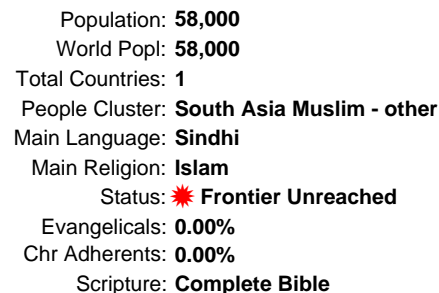 Population: 58,000
World Popl: 58,000
Total Countries: 1
People Cluster: South Asia Muslim - other
Main Language: Sindhi
Main Religion: Islam
Status: Frontier Unreached
Evangelicals: 0.00%
Chr Adherents: 0.00%
Scripture: Complete Bible